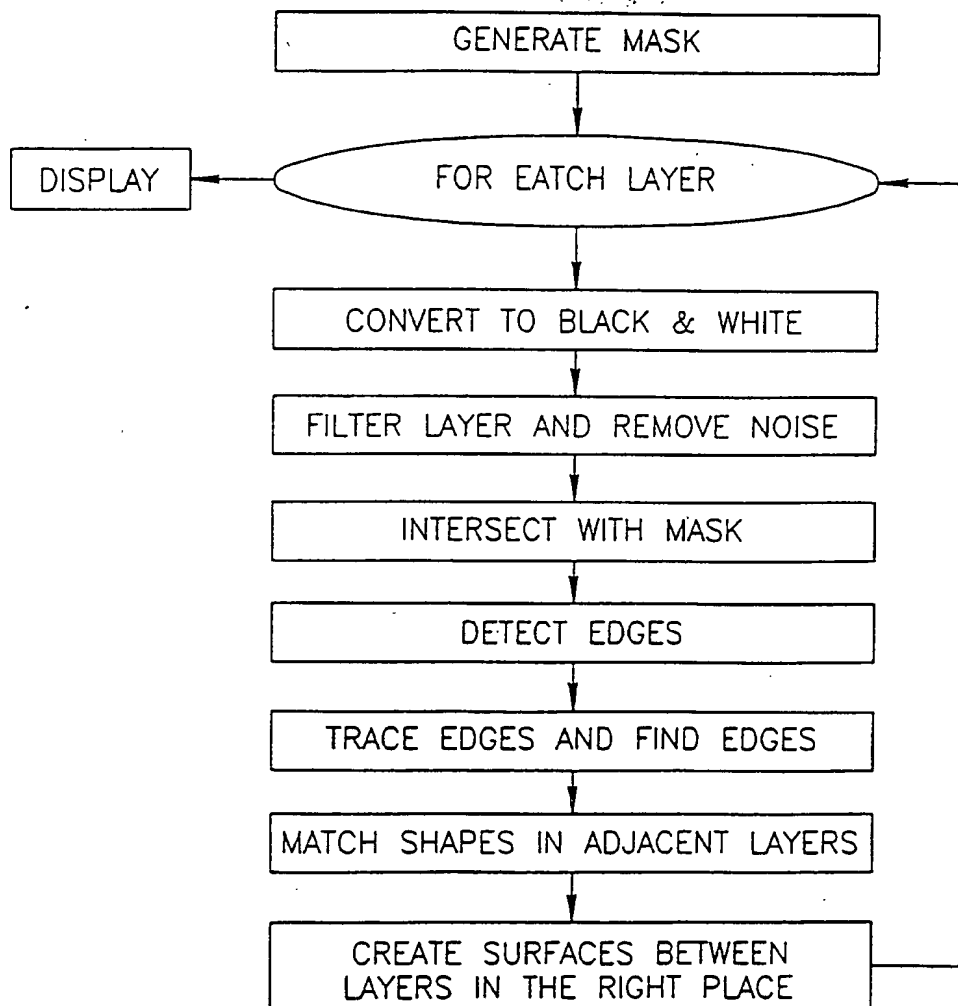 GENERATE MASK
DISPLAY
FOR EATCH LAYER
CONVERT TO BLACK & WHITE
FILTER LAYER AND REMOVE NOISE
INTERSECT WITH MASK
DETECT EDGES
TRACE EDGES AND FIND EDGES
MATCH SHAPES IN ADJACENT LAYERS
CREATE SURFACES BETWEEN
LAYERS IN THE RIGHT PLACE